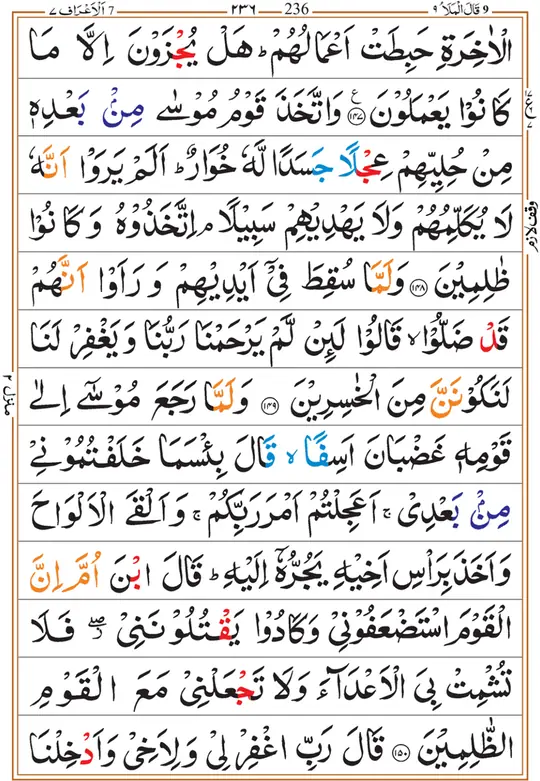 ٩ قَالَ الْمَلَاُ ٩ 236 ٢٣٦ 7 اَلْاَعْرَاف ٧
الْاٰخِرَةِ حَبِطَتْ اَعْمَالُهُمْ ؕ هَلْ يُجْزَوْنَ اِلَّا مَا
كَانُوْا يَعْمَلُوْنَ ﴿۱۴۷﴾ ع وَاتَّخَذَ قَوْمُ مُوْسٰى مِنْۢ بَعْدِهٖ
مِنْ حُلِيِّهِمْ عِجْلًا جَسَدًا لَّهٗ خُوَارٌ ؕ اَلَمْ يَرَوْا اَنَّهٗ
لَا يُكَلِّمُهُمْ وَلَا يَهْدِيْهِمْ سَبِيْلًا ۘ اِتَّخَذُوْهُ وَكَانُوْا
وقف لازم
ظٰلِمِيْنَ ﴿۱۴۸﴾ وَلَمَّا سُقِطَ فِىْۤ اَيْدِيْهِمْ وَرَاَوْا اَنَّهُمْ
قَدْ ضَلُّوْا ۙ قَالُوْا لَئِنْ لَّمْ يَرْحَمْنَا رَبُّنَا وَيَغْفِرْ لَنَا
لَنَكُوْنَنَّ مِنَ الْخٰسِرِيْنَ ﴿۱۴۹﴾ وَلَمَّا رَجَعَ مُوْسٰٓى اِلٰى
منزل ٢
قَوْمِهٖ غَضْبَانَ اَسِفًا ۙ قَالَ بِئْسَمَا خَلَفْتُمُوْنِىْ
مِنْۢ بَعْدِىْ ۚ اَعَجِلْتُمْ اَمْرَ رَبِّكُمْ ۚ وَاَلْقَى الْاَلْوَاحَ
وَاَخَذَ بِرَاْسِ اَخِيْهِ يَجُرُّهٗۤ اِلَيْهِ ؕ قَالَ ابْنَ اُمَّ اِنَّ
الْقَوْمَ اسْتَضْعَفُوْنِىْ وَكَادُوْا يَقْتُلُوْنَنِىْ ۖ ز فَلَا
تُشْمِتْ بِىَ الْاَعْدَآءَ وَلَا تَجْعَلْنِىْ مَعَ الْقَوْمِ
الظّٰلِمِيْنَ ﴿۱۵۰﴾ قَالَ رَبِّ اغْفِرْ لِىْ وَلِاَخِىْ وَاَدْخِلْنَا